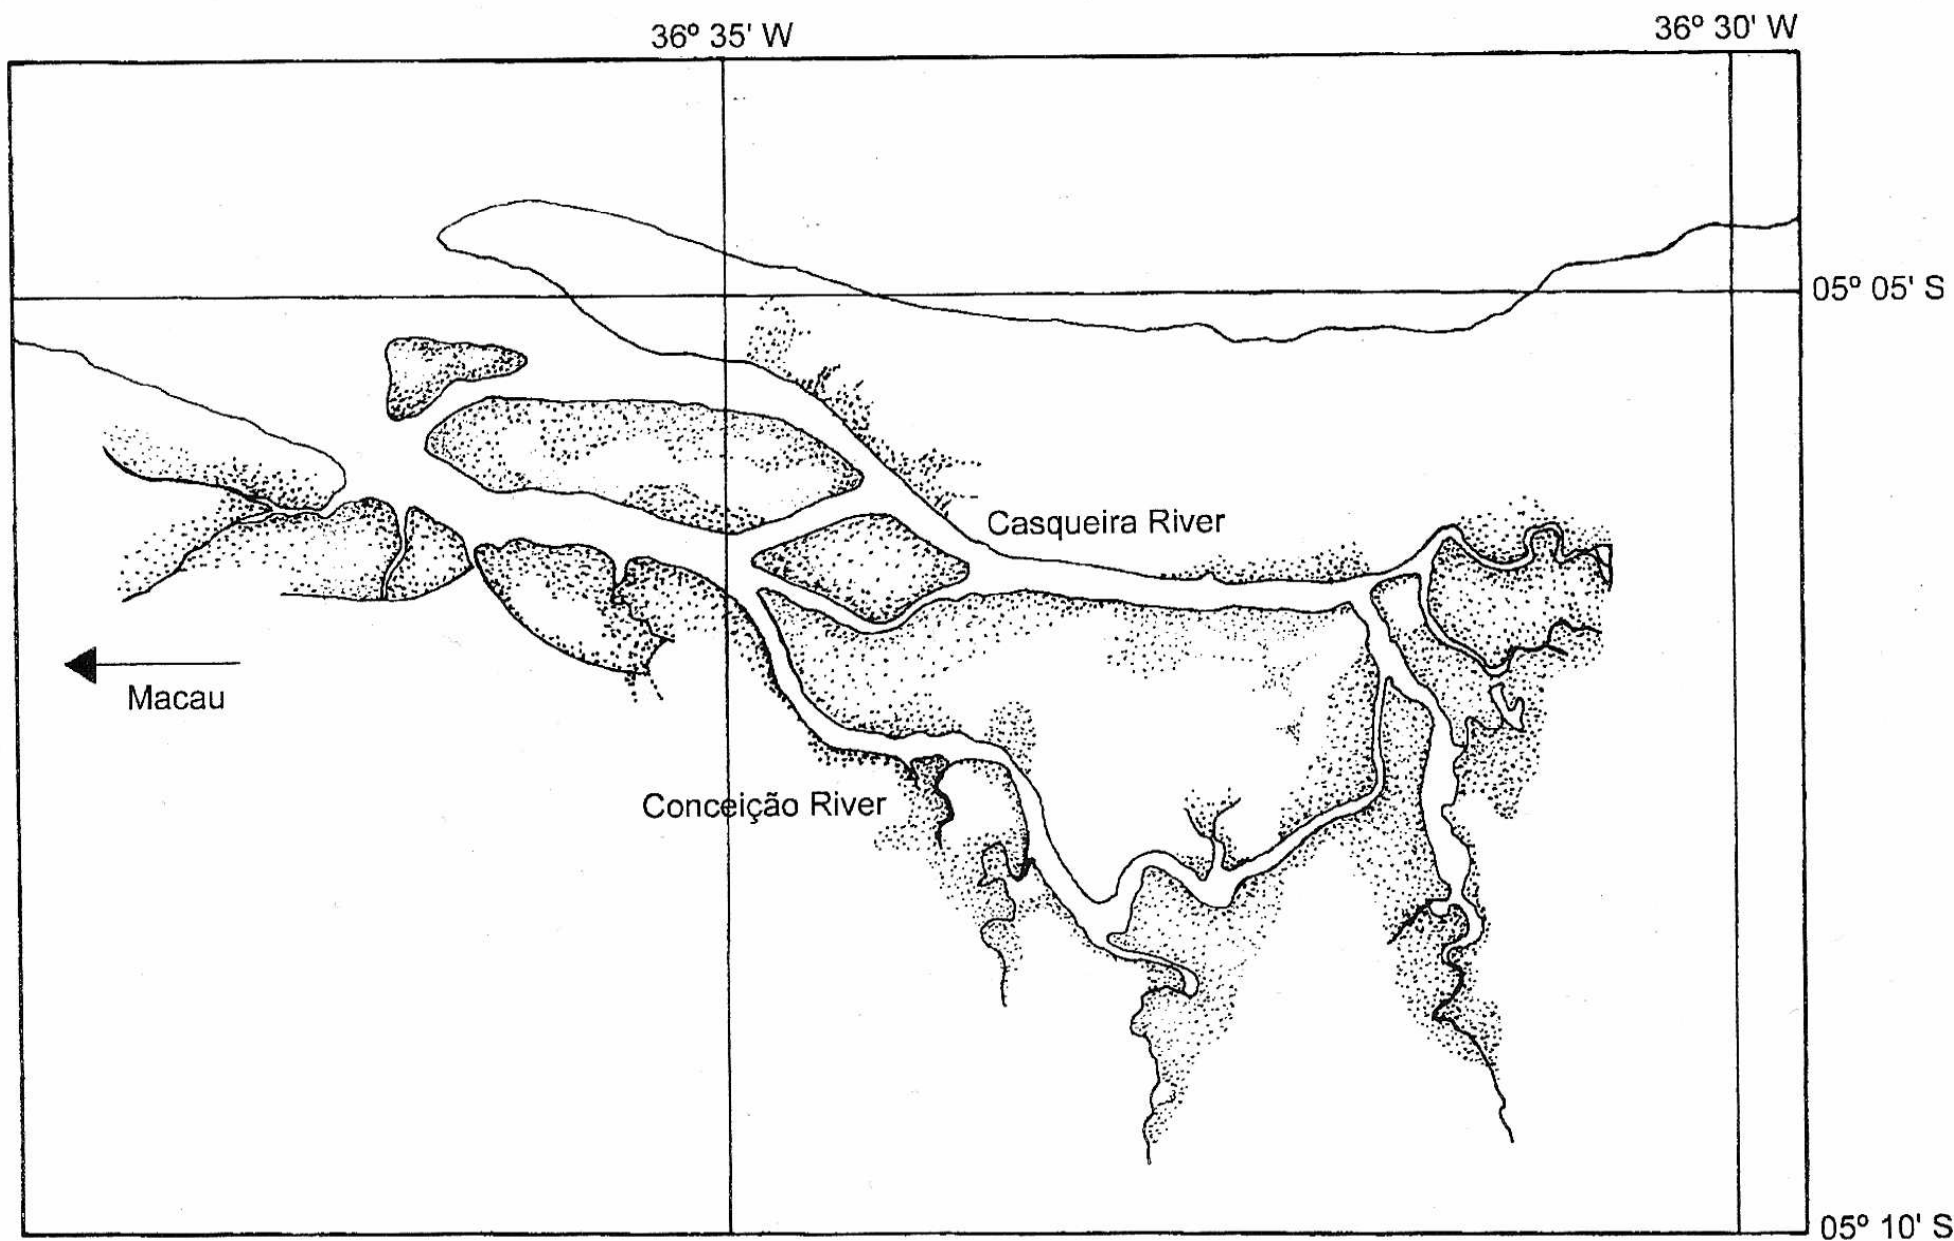 36º 35' W
36º 30' W
05º 05' S
Casqueira River
Macau
Conceição River
05º 10' S